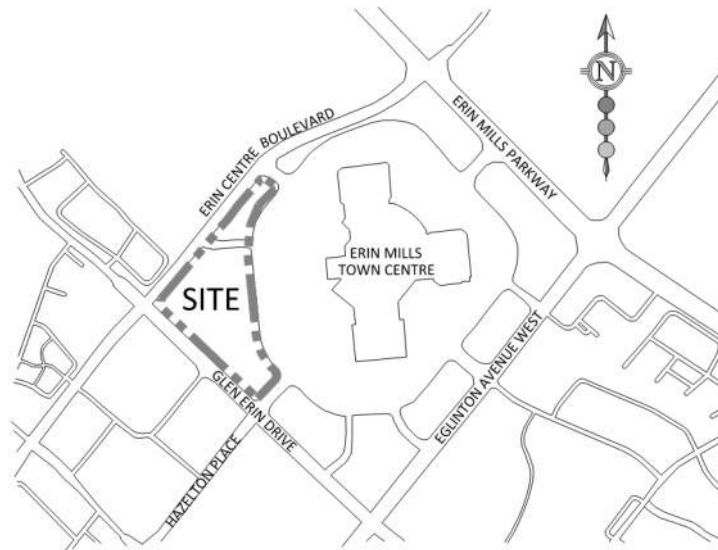 N
ERIN CENTRE BOULEVARD
ERIN MILLS PARKWAY
ERIN MILLS
TOWN CENTRE
SITE
EGLINTON AVENUE WEST
GLEN ERIN DRIVE
HAZELTON PLACE